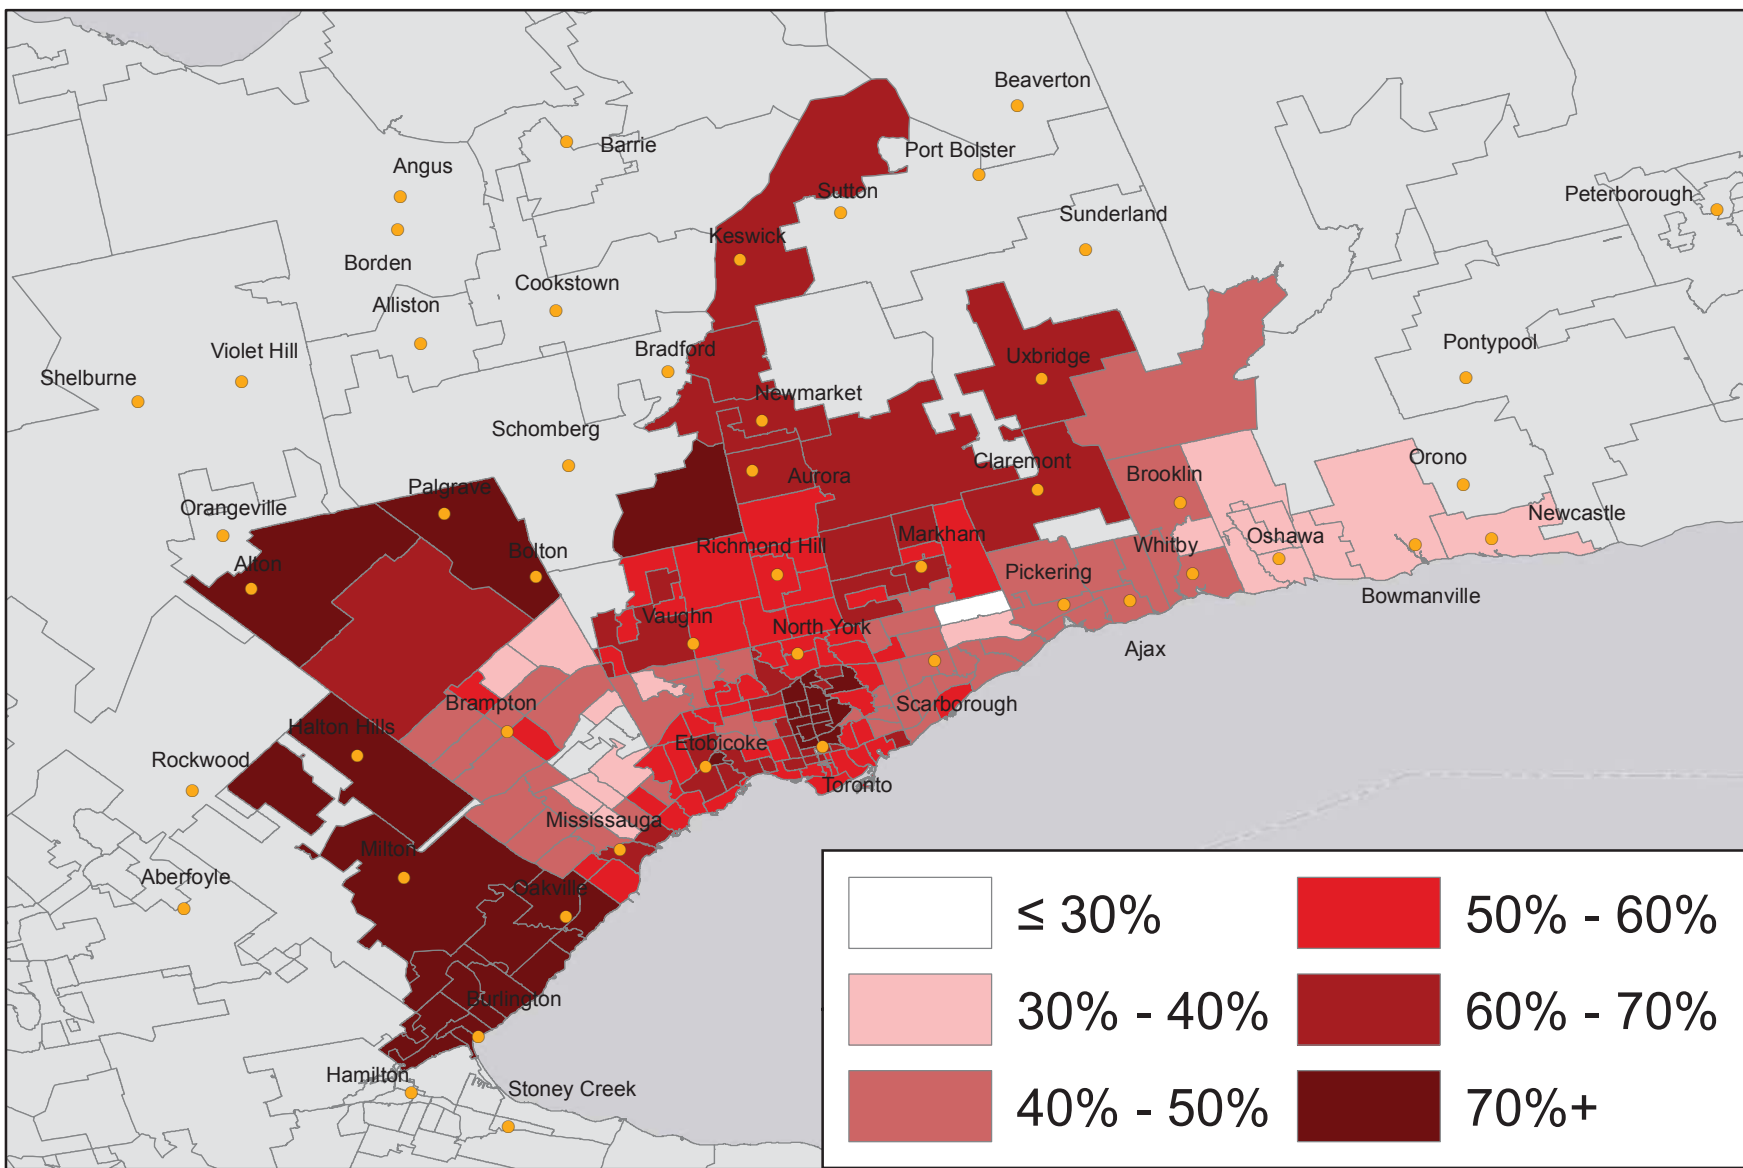 Beaverton
Barrie
Port Bolster
Angus
Sutton
Peterborough
Sunderland
Keswick
Borden
Cookstown
Alliston
Pontypool
Bradford
Violet Hill
Uxbridge
Shelburne
Newmarket
Schomberg
Orono
Claremont
Aurora
Brooklin
Palgrave
Orangeville
Newcastle
Markham
Oshawa
Whitby
Richmond Hill
Bolton
Alton
Pickering
Bowmanville
Vaughn
North York
Ajax
Brampton
Scarborough
Halton Hills
Etobicoke
Rockwood
Toronto
Mississauga
Milton
Aberfoyle
Oakville
Burlington
Hamilton
Stoney Creek
≤ 30%
30% - 40%
40% - 50%
50% - 60%
60% - 70%
70%+